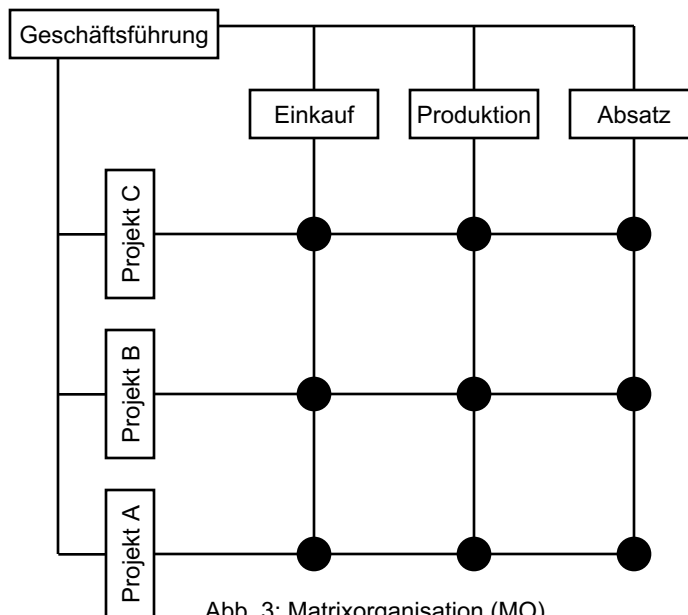 Geschäftsführung
Einkauf
Produktion
Absatz
Projekt C
Projekt B
Projekt A
Abb. 3: Matrixorganisation (MO)